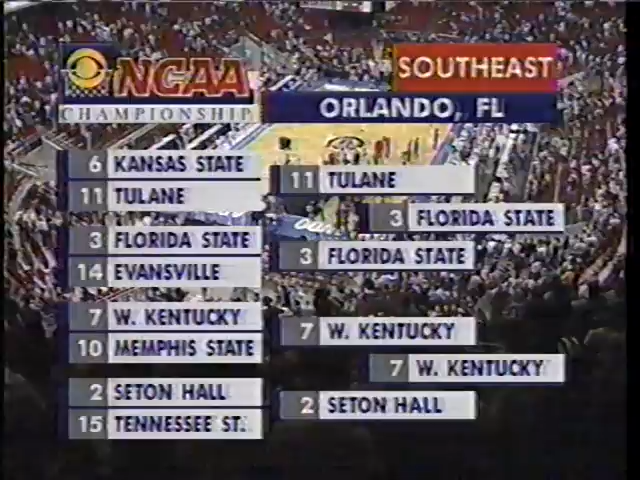 NCAA
CHAMPIONSHIP
SOUTHEAST
ORLANDO, FL
6 KANSAS STATE
11 TULANE
3 FLORIDA STATE
14 EVANSVILLE
7 W. KENTUCKY
10 MEMPHIS STATE
2 SETON HALL
15 TENNESSEE ST.
11 TULANE
3 FLORIDA STATE
7 W. KENTUCKY
2 SETON HALL
3 FLORIDA STATE
7 W. KENTUCKY